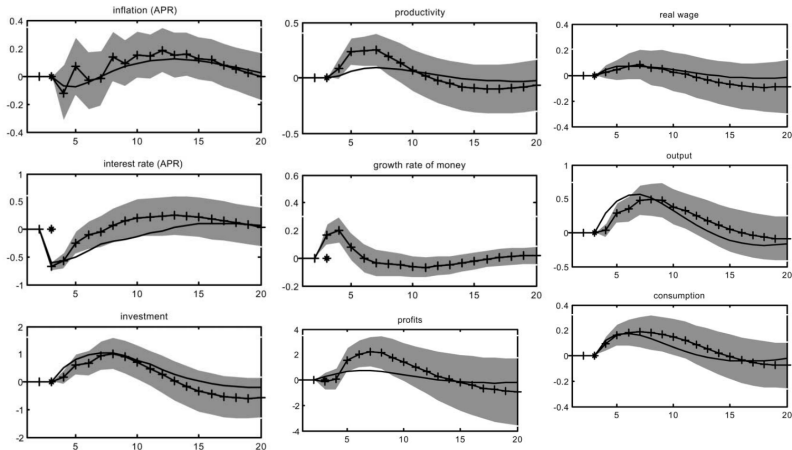 inflation (APR)
0.4
0.2
0
-0.2
-0.4
5 10 15 20
productivity
0.5
0
-0.5
5 10 15 20
real wage
0.4
0.2
0
-0.2
-0.4
5 10 15 20
interest rate (APR)
1
0.5
0
-0.5
-1
5 10 15 20
growth rate of money
0.6
0.4
0.2
0
-0.2
5 10 15 20
output
1
0.5
0
-0.5
5 10 15 20
investment
2
1
0
-1
-2
5 10 15 20
profits
4
2
0
-2
-4
5 10 15 20
consumption
0.4
0.2
0
-0.2
-0.4
5 10 15 20